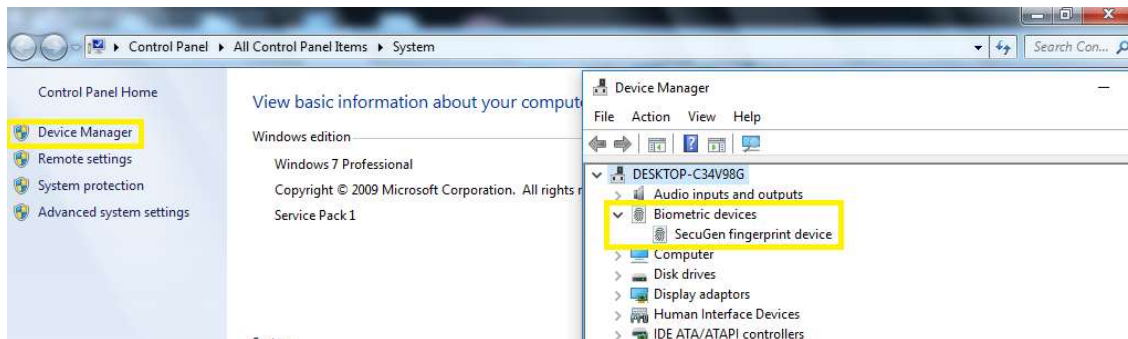 Control Panel ▸ All Control Panel Items ▸ System
Search Con...
Control Panel Home
Device Manager
Remote settings
System protection
Advanced system settings
View basic information about your
Windows edition
Windows 7 Professional
Copyright © 2009 Microsoft Corporation. All rights
Service Pack 1
Device Manager
File Action View Help
DESKTOP-C34V98G
Audio inputs and outputs
Biometric devices
SecuGen fingerprint device
Computer
Disk drives
Display adaptors
Human Interface Devices
IDE ATA/ATAPI controllers